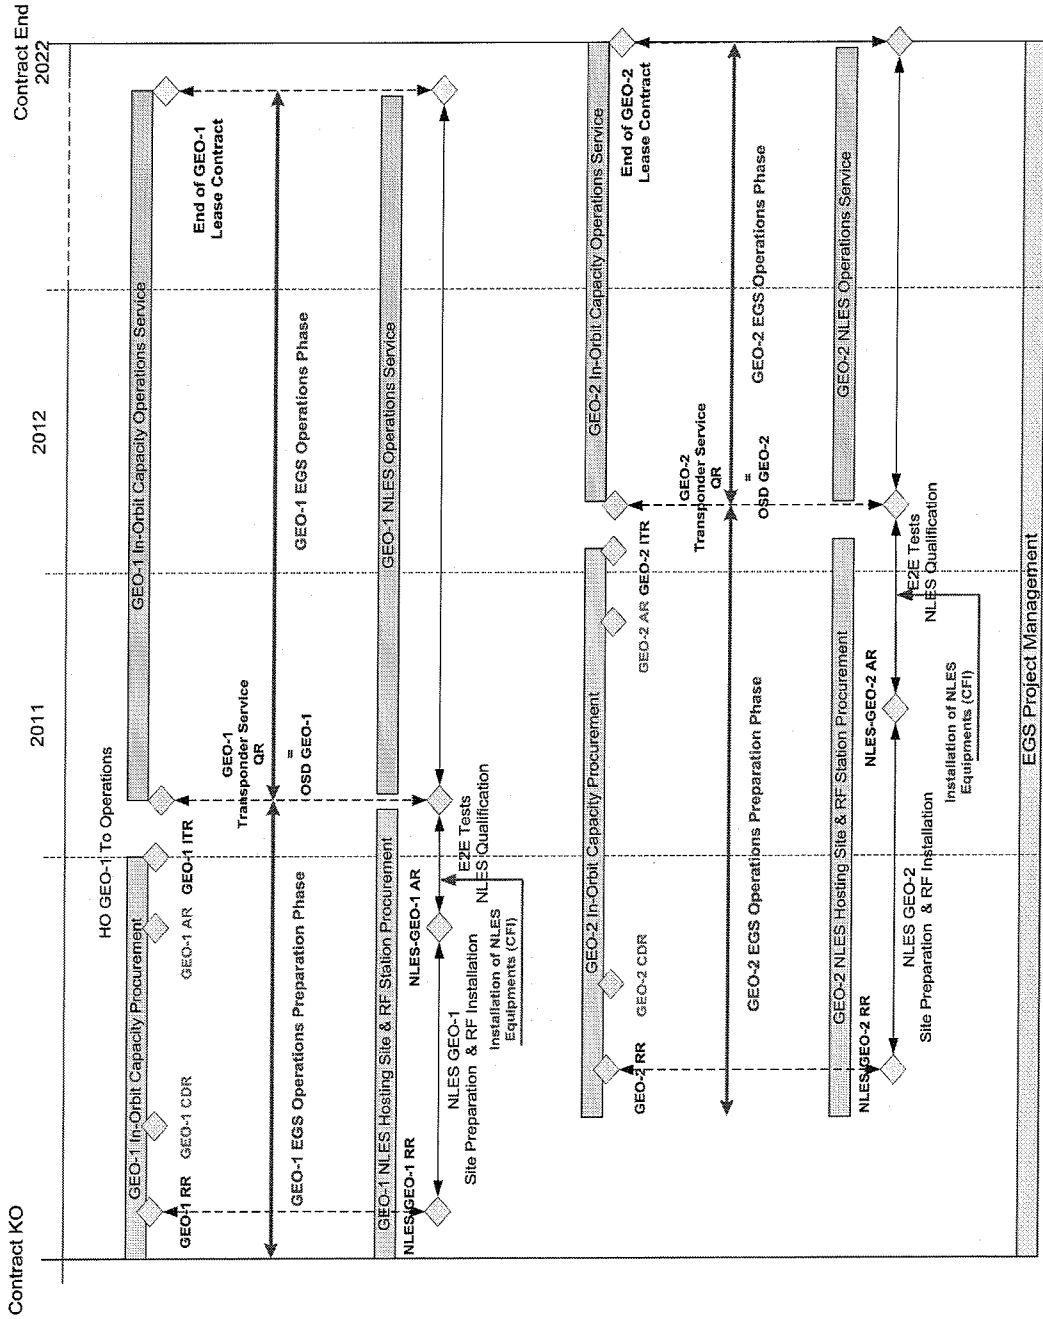 Contract KO
2011
2012
Contract End
2022
HO GEO-1 To Operations
GEO-1 In-Orbit Capacity Procurement
GEO-1 In-Orbit Capacity Operations Service
GEO-1 RR
GEO-1 CDR
GEO-1 AR
GEO-1 ITR
GEO-1
Transponder Service
QR
=
OSD GEO-1
End of GEO-1
Lease Contract
GEO-1 EGS Operations Preparation Phase
GEO-1 EGS Operations Phase
GEO-1 NLES Hosting Site & RF Station Procurement
GEO-1 NLES Operations Service
NLES-GEO-1 RR
NLES-GEO-1 AR
NLES GEO-1
Site Preparation & RF Installation
E2E Tests
NLES Qualification
Installation of NLES
Equipments (CFI)
GEO-2 In-Orbit Capacity Procurement
GEO-2 In-Orbit Capacity Operations Service
GEO-2 RR
GEO-2 CDR
GEO-2 AR
GEO-2 ITR
GEO-2
Transponder Service
QR
=
OSD GEO-2
End of GEO-2
Lease Contract
GEO-2 EGS Operations Preparation Phase
GEO-2 EGS Operations Phase
GEO-2 NLES Hosting Site & RF Station Procurement
GEO-2 NLES Operations Service
NLES-GEO-2 RR
NLES-GEO-2 AR
NLES GEO-2
Site Preparation & RF Installation
E2E Tests
NLES Qualification
Installation of NLES
Equipments (CFI)
EGS Project Management